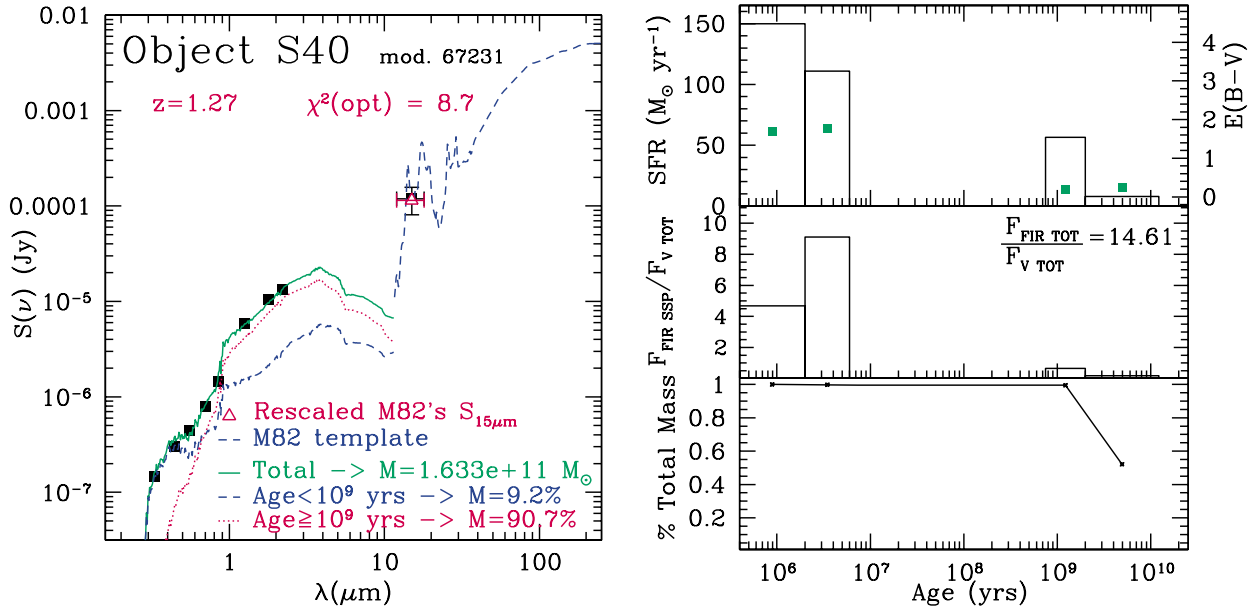 Object S40 mod. 67231
z=1.27 χ²(opt) = 8.7
0.01
0.001
0.0001
10⁻⁵
10⁻⁶
10⁻⁷
S(ν) (Jy)
△ Rescaled M82's S₁₅μm
M82 template
Total -> M=1.633e+11 M⊙
Age<10⁹ yrs -> M=9.2%
Age≧10⁹ yrs -> M=90.7%
1 10 100
λ(μm)
150
100
50
0
SFR (M⊙ yr⁻¹)
4
3
2
1
0
E(B-V)
10
8
6
4
2
F FIR SSP/F V TOT
F FIR TOT
F V TOT
=14.61
1
0.8
0.6
0.4
0.2
% Total Mass
10⁶ 10⁷ 10⁸ 10⁹ 10¹⁰
Age (yrs)